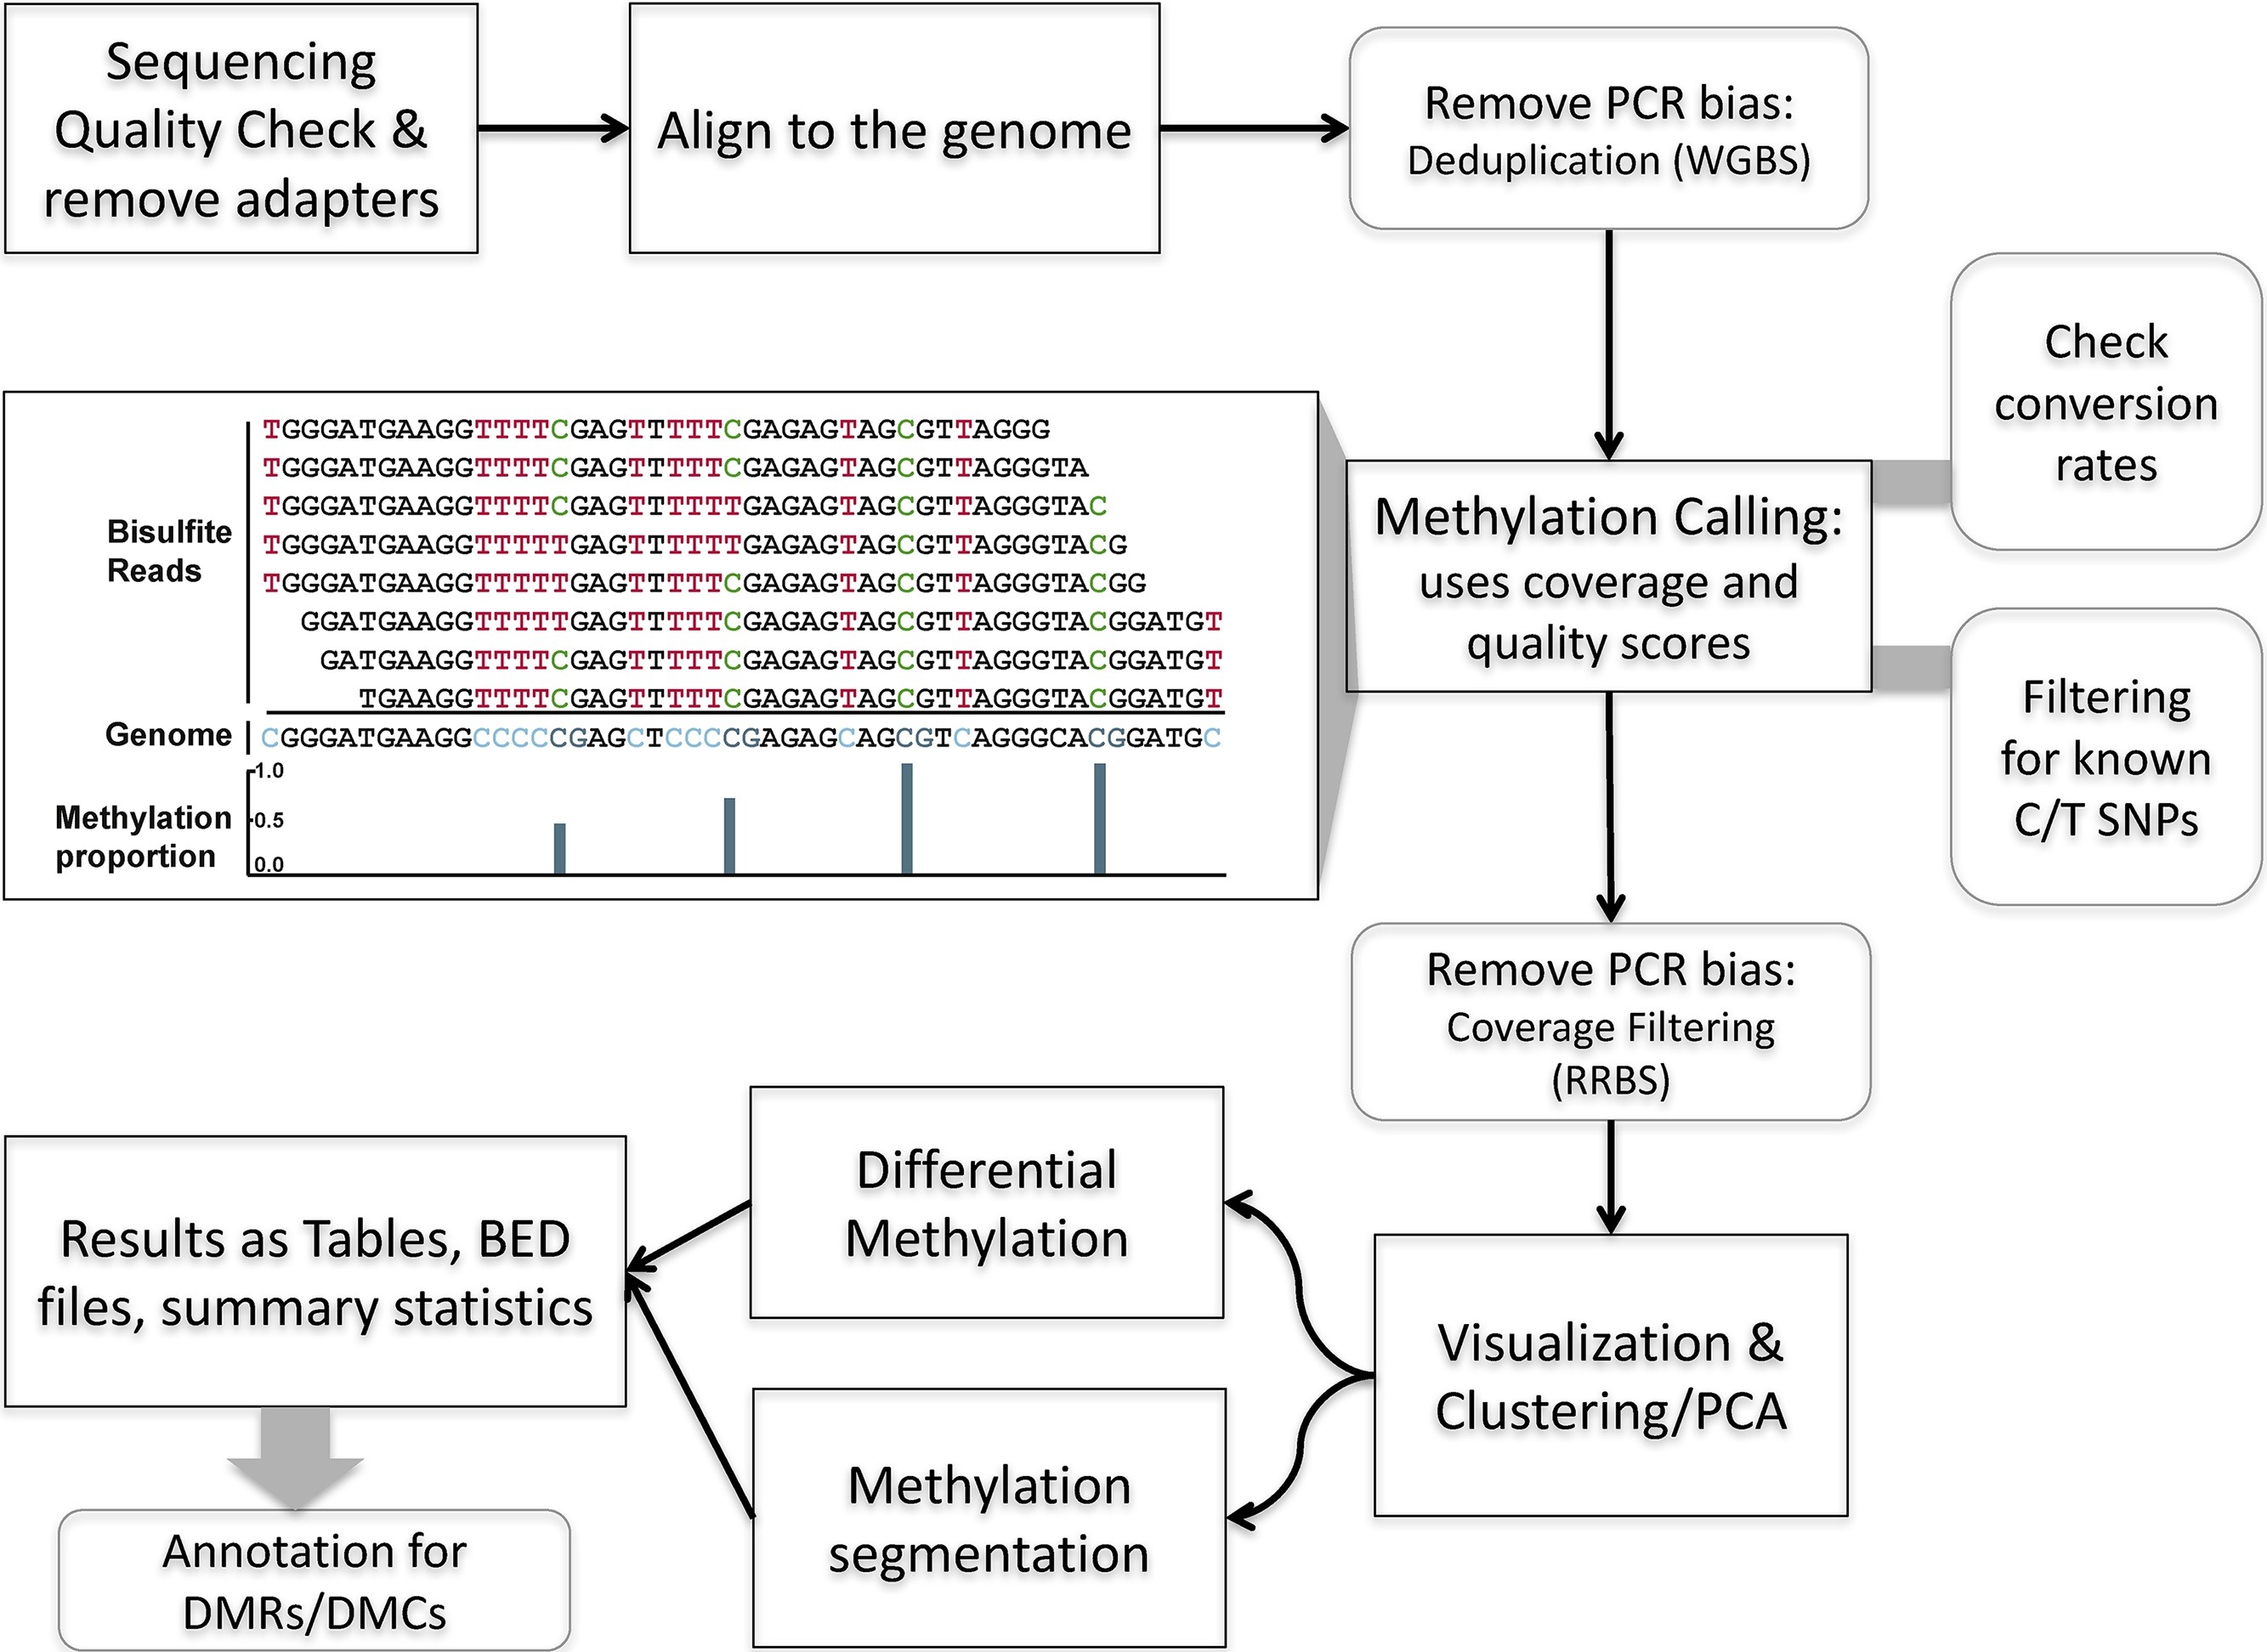 Sequencing
Quality Check &
remove adapters
Align to the genome
Remove PCR bias:
Deduplication (WGBS)
Check
conversion
rates
Methylation Calling:
uses coverage and
quality scores
Filtering
for known
C/T SNPs
Bisulfite
Reads
TGGGATGAAGGTTTTCGAGTTTTTCGAGAGTAGCGTTAGGG
TGGGATGAAGGTTTTCGAGTTTTTCGAGAGTAGCGTTAGGGTA
TGGGATGAAGGTTTTCGAGTTTTTTGAGAGTAGCGTTAGGGTAC
TGGGATGAAGGTTTTTGAGTTTTTTGAGAGTAGCGTTAGGGTACG
TGGGATGAAGGTTTTTGAGTTTTTCGAGAGTAGCGTTAGGGTACGG
GGATGAAGGTTTTTGAGTTTTTCGAGAGTAGCGTTAGGGTACGGATGT
GATGAAGGTTTTCGAGTTTTTCGAGAGTAGCGTTAGGGTACGGATGT
TGAAGGTTTTCGAGTTTTTCGAGAGTAGCGTTAGGGTACGGATGT
Genome
CGGGATGAAGGCCCCCGAGCTCCCCGAGAGCAGCGTCAGGGCACGGATGC
Methylation
proportion
1.0
0.5
0.0
Remove PCR bias:
Coverage Filtering
(RRBS)
Visualization &
Clustering/PCA
Differential
Methylation
Methylation
segmentation
Results as Tables, BED
files, summary statistics
Annotation for
DMRs/DMCs